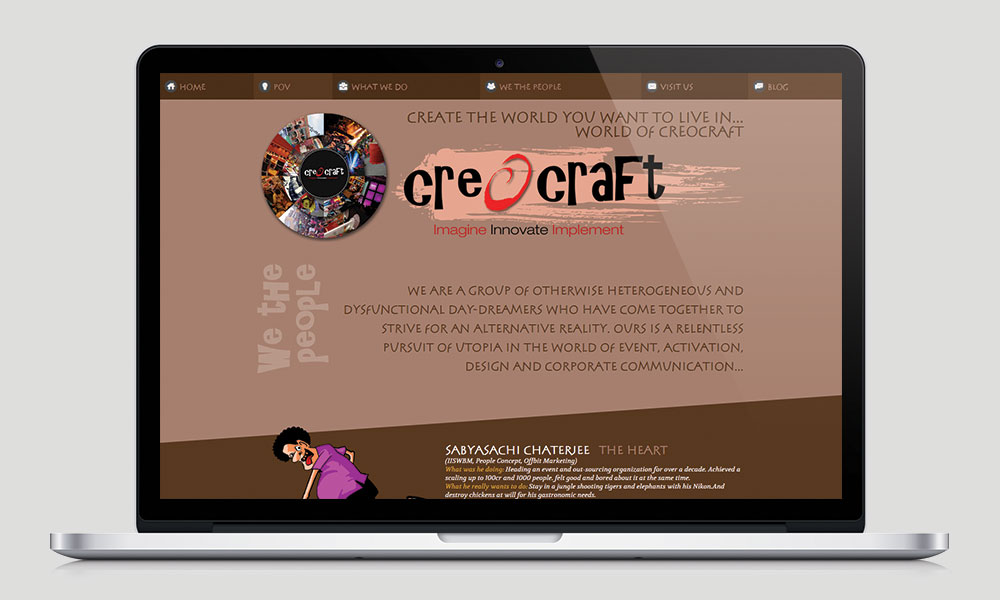 HOME POV WHAT WE DO WE THE PEOPLE VISIT US BLOG
CREATE THE WORLD YOU WANT TO LIVE IN...
WORLD OF CREOCRAFT
creocraft
creocraft
Imagine Innovate Implement
We the
people
WE ARE A GROUP OF OTHERWISE HETEROGENEOUS AND
DYSFUNCTIONAL DAY-DREAMERS WHO HAVE COME TOGETHER TO
STRIVE FOR AN ALTERNATIVE REALITY. OURS IS A RELENTLESS
PURSUIT OF UTOPIA IN THE WORLD OF EVENT, ACTIVATION,
DESIGN AND CORPORATE COMMUNICATION...
SABYASACHI CHATERJEE THE HEART
(IISWBM, People Concept, Offbit Marketing)
What was he doing: Heading an event and out-sourcing organization for over a decade. Achieved a
scaling up to 100cr and 1000 people, felt good and bored about it at the same time.
What he really wants to do: Stay in a jungle shooting tigers and elephants with his Nikon.And
destroy chickens at will for his gastronomic needs.